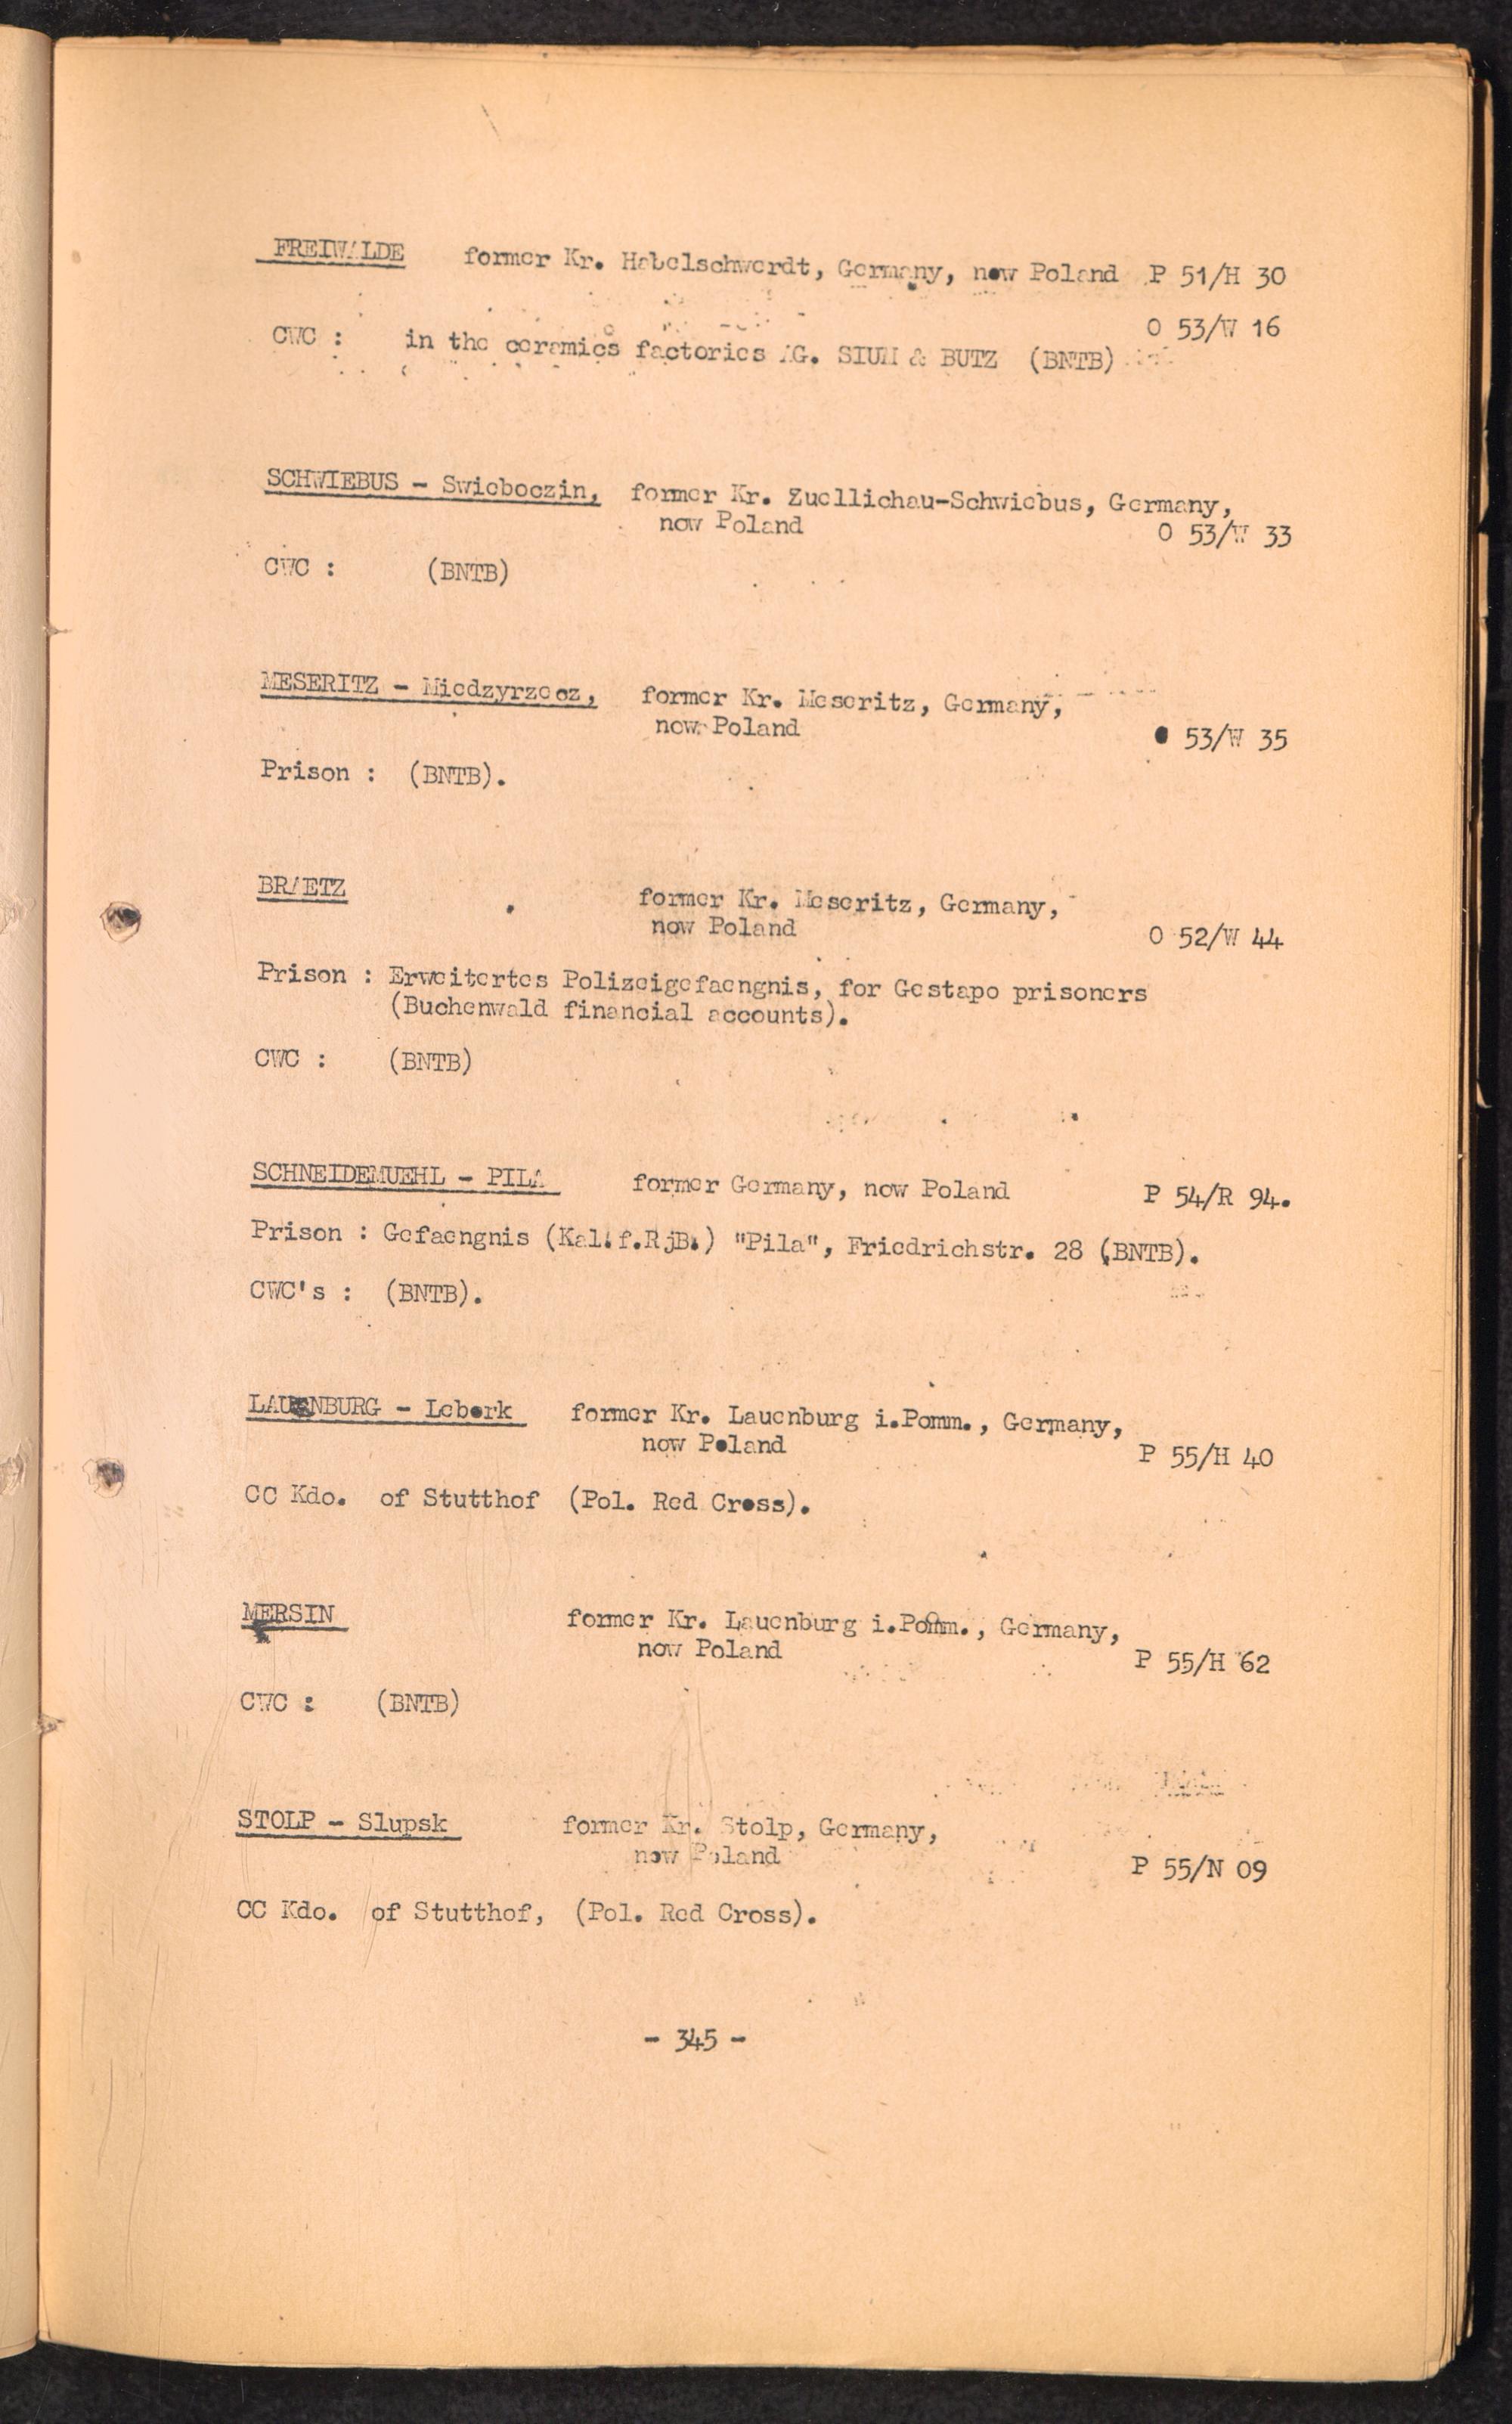 FREIWALDE former Kr. Habelschwerdt, Germany, now Poland P 51/H 30
O 53/W 16
CWC : in the ceramics factories AG. SIUM & BUTZ (BNTB)
SCHWIEBUS - Swieboczin, former Kr. Zuellichau-Schwiebus, Germany,
now Poland O 53/W 33
CWC : (BNTB)
MESERITZ - Miedzyrzecz, former Kr. Meseritz, Germany,
now Poland O 53/W 35
Prison : (BNTB).
BRAETZ former Kr. Meseritz, Germany,
now Poland O 52/W 44
Prison : Erweitertes Polizeigefaengnis, for Gestapo prisoners
(Buchenwald financial accounts).
CWC : (BNTB)
SCHNEIDEMUEHL - PILA former Germany, now Poland P 54/R 94.
Prison : Gefaengnis (Kal.f.RjB.) "Pila", Friedrichstr. 28 (BNTB).
CWC's : (BNTB).
LAUENBURG - Lebork former Kr. Lauenburg i.Pomm., Germany,
now Poland P 55/H 40
CC Kdo. of Stutthof (Pol. Red Cross).
MERSIN former Kr. Lauenburg i.Pomm., Germany,
now Poland P 55/H 62
CWC : (BNTB)
STOLP - Slupsk former Kr. Stolp, Germany,
now Poland P 55/N 09
CC Kdo. of Stutthof, (Pol. Red Cross).
- 345 -